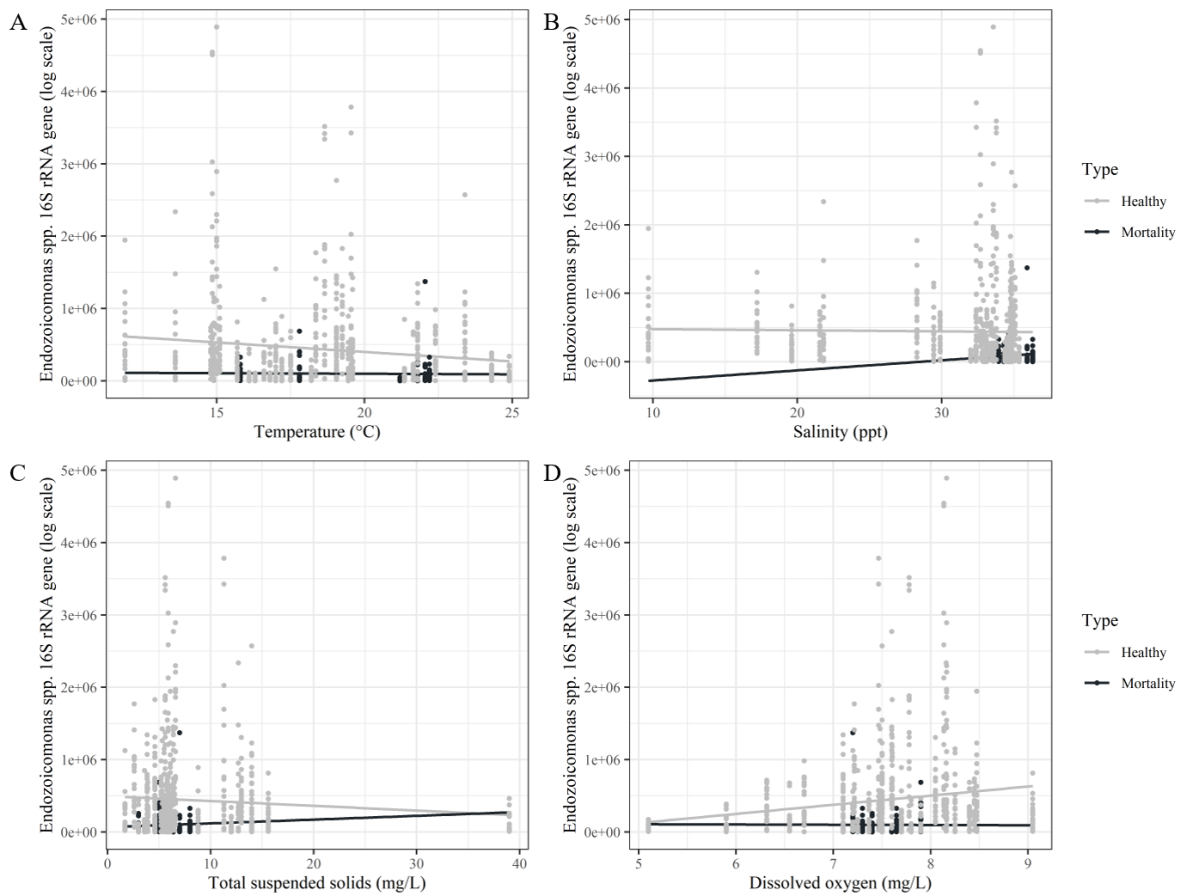 A
Endozoicomonas spp. 16S rRNA gene (log scale)
5e+06
4e+06
3e+06
2e+06
1e+06
0e+00
15
20
25
Temperature (°C)
B
Endozoicomonas spp. 16S rRNA gene (log scale)
5e+06
4e+06
3e+06
2e+06
1e+06
0e+00
10
20
30
Salinity (ppt)
Type
Healthy
Mortality
C
Endozoicomonas spp. 16S rRNA gene (log scale)
5e+06
4e+06
3e+06
2e+06
1e+06
0e+00
0
10
20
30
40
Total suspended solids (mg/L)
D
Endozoicomonas spp. 16S rRNA gene (log scale)
5e+06
4e+06
3e+06
2e+06
1e+06
0e+00
5
6
7
8
9
Dissolved oxygen (mg/L)
Type
Healthy
Mortality